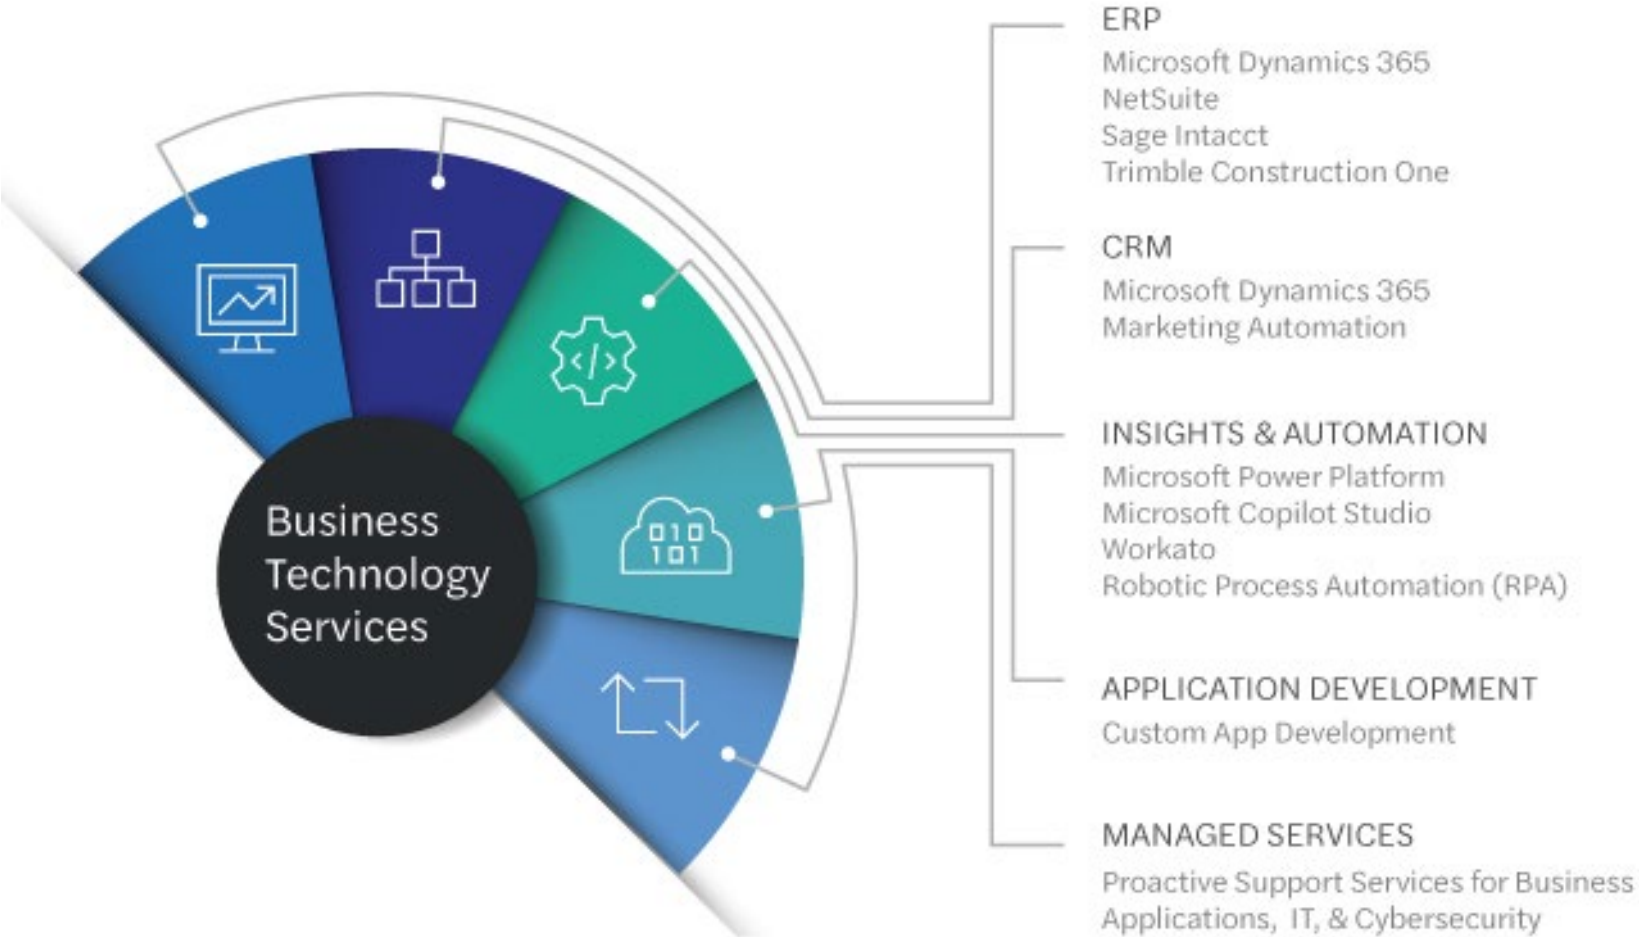 Business
Technology
Services
ERP
Microsoft Dynamics 365
NetSuite
Sage Intacct
Trimble Construction One
CRM
Microsoft Dynamics 365
Marketing Automation
INSIGHTS & AUTOMATION
Microsoft Power Platform
Microsoft Copilot Studio
Workato
Robotic Process Automation (RPA)
APPLICATION DEVELOPMENT
Custom App Development
MANAGED SERVICES
Proactive Support Services for Business
Applications, IT, & Cybersecurity
</> 
010
101